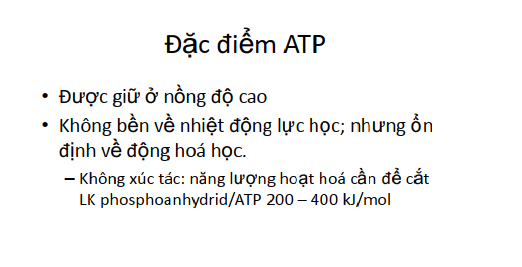 Đặc điểm ATP
• Được giữ ở nồng độ cao
• Không bền về nhiệt động lực học; nhưng ổn
định về động hoá học.
– Không xúc tác: năng lượng hoạt hoá cần để cắt
LK phosphoanhydrid/ATP 200 – 400 kJ/mol